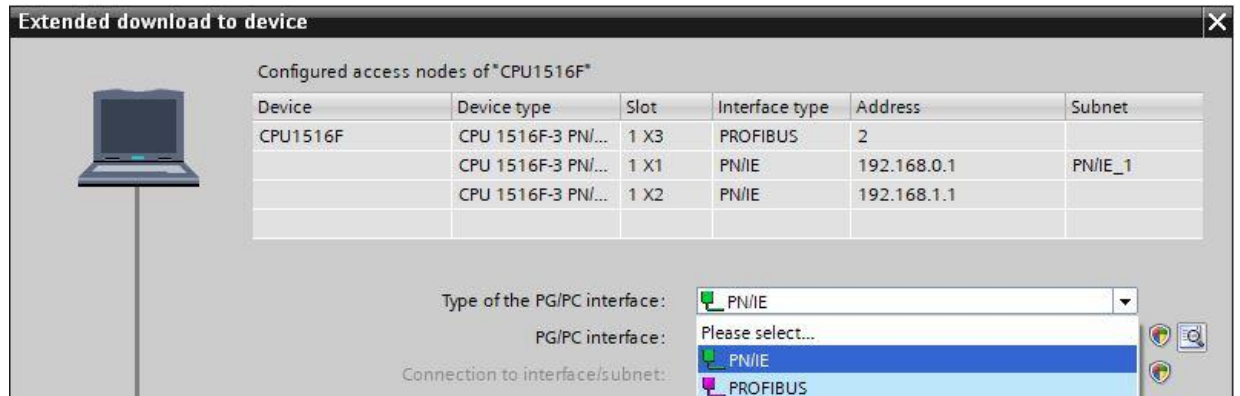 Extended download to device
Configured access nodes of "CPU1516F"
Device Device type Slot Interface type Address Subnet
CPU1516F CPU 1516F-3 PN/... 1 X3 PROFIBUS 2
CPU 1516F-3 PN/... 1 X1 PN/IE 192.168.0.1 PN/IE_1
CPU 1516F-3 PN/... 1 X2 PN/IE 192.168.1.1
Type of the PG/PC interface: PN/IE
PG/PC interface: Please select...
PN/IE
Connection to interface/subnet:
PROFIBUS